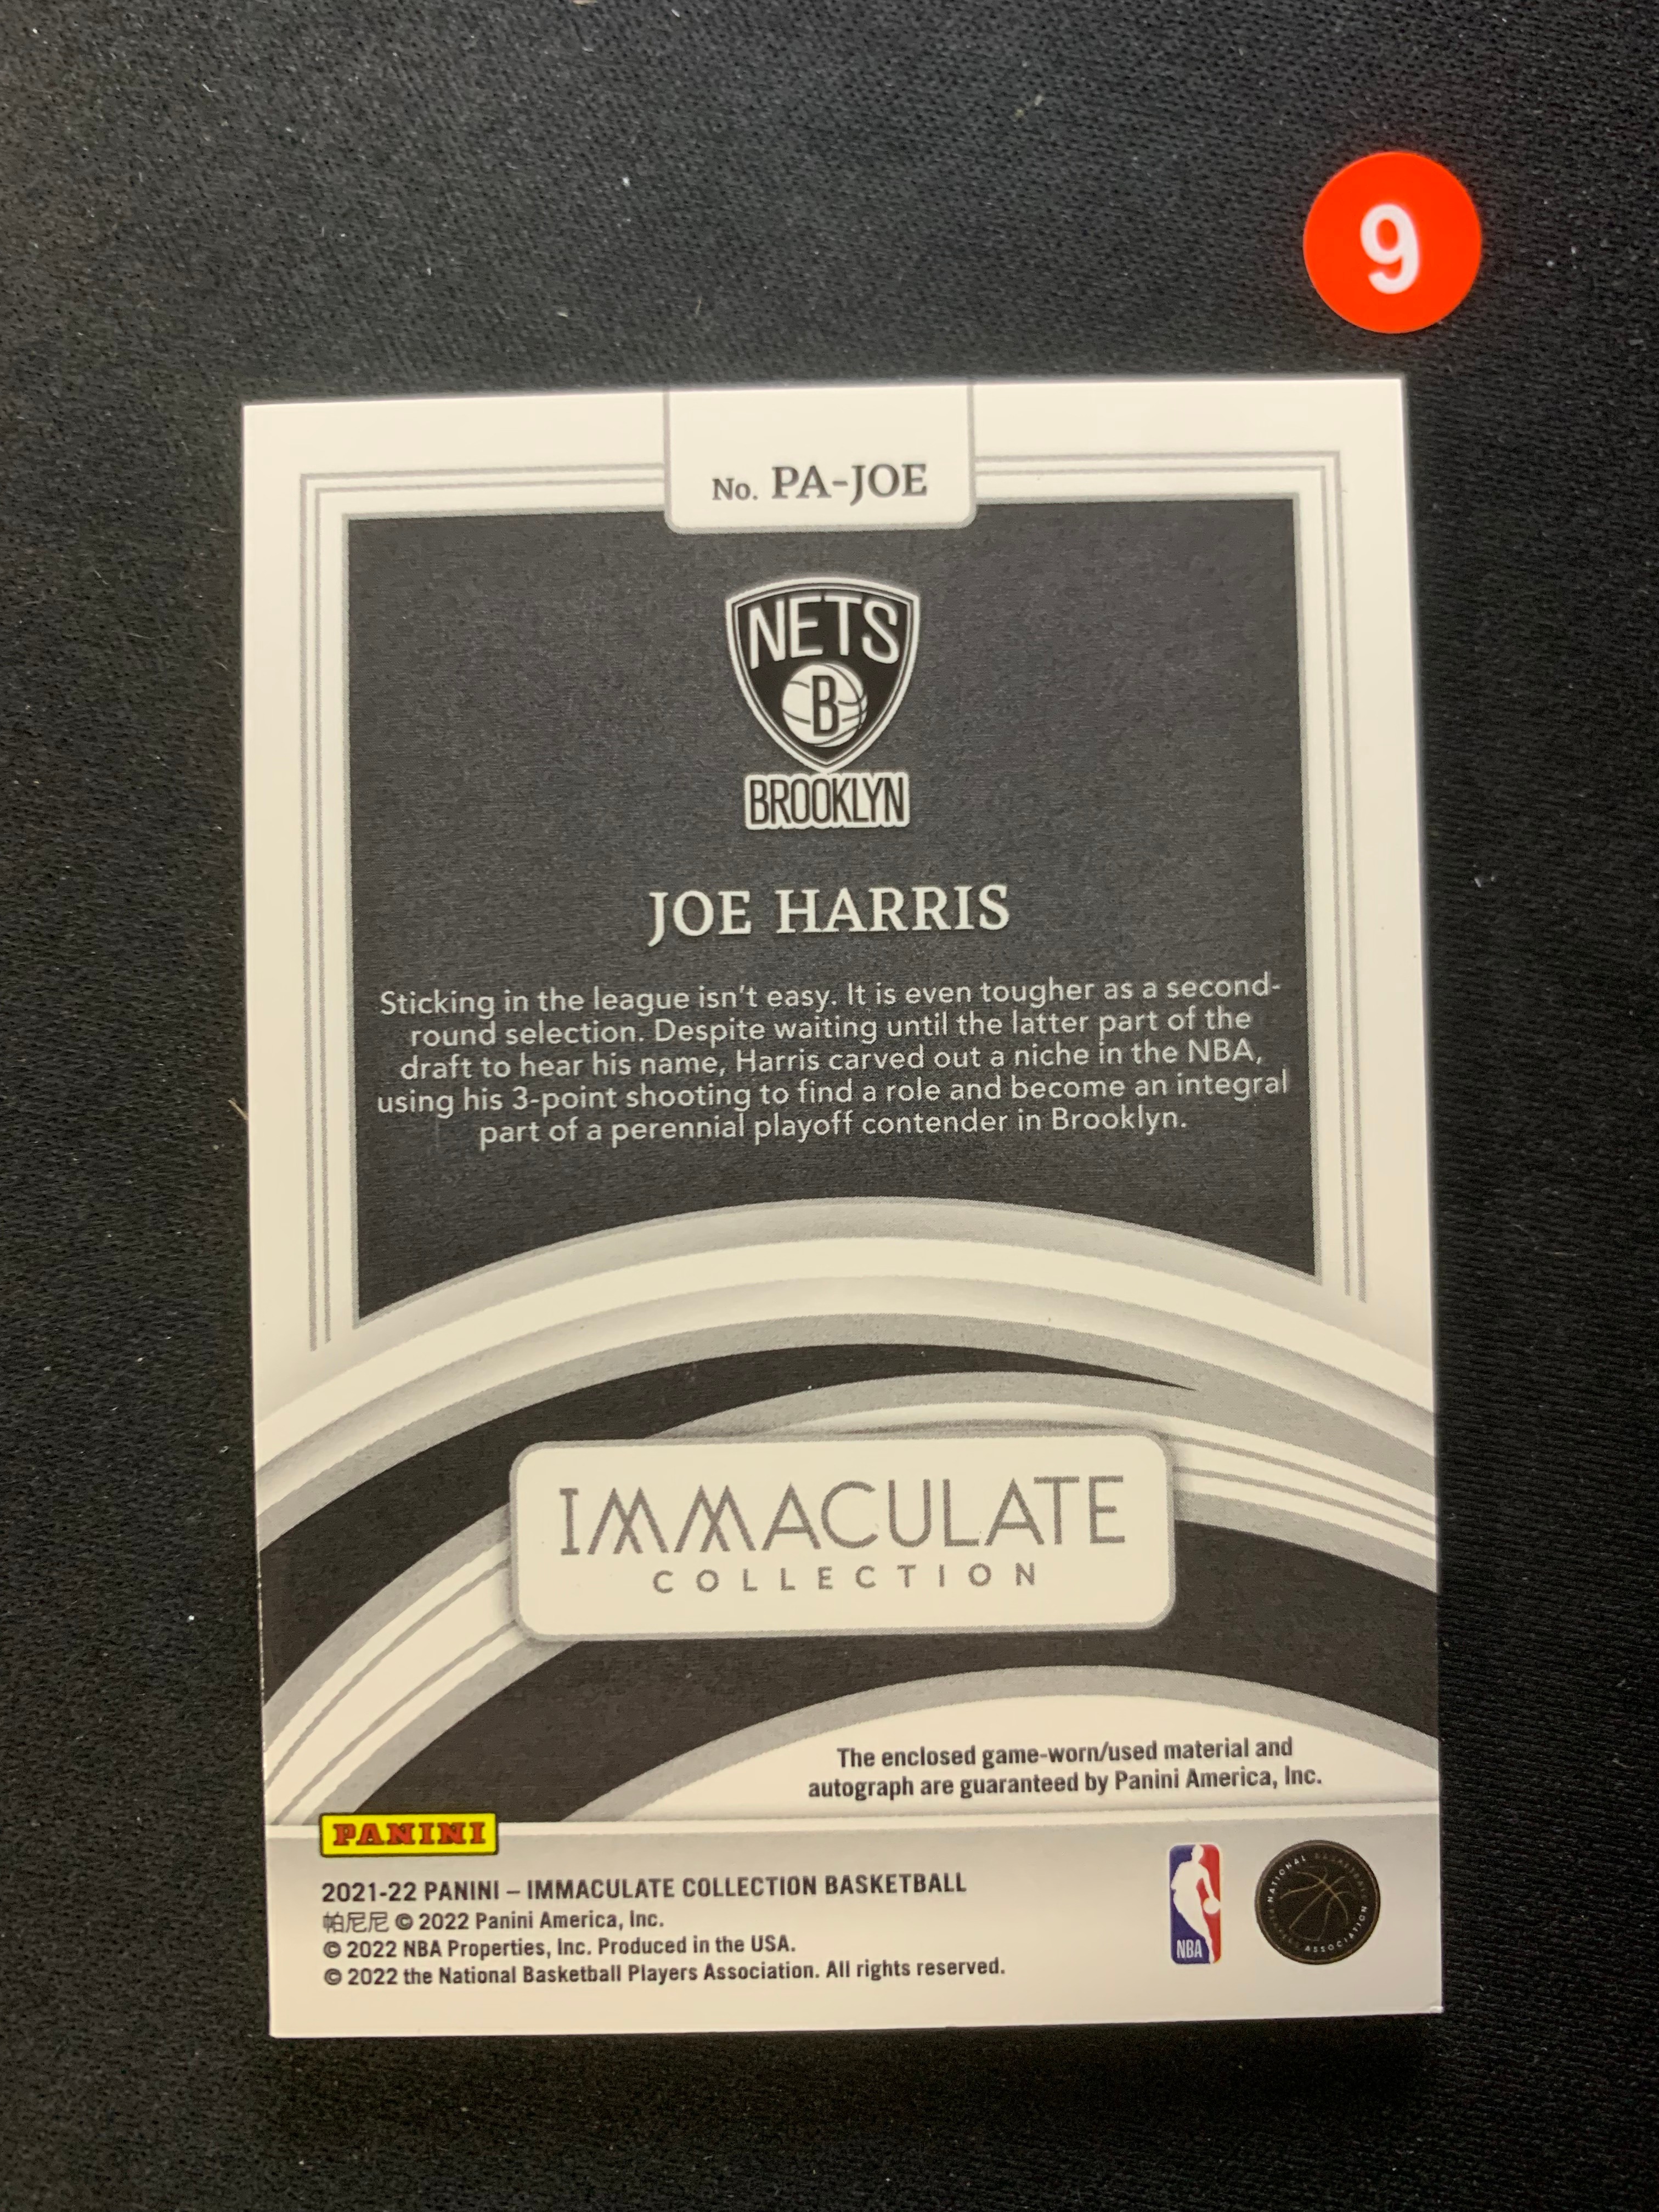 9
No. PA-JOE
NETS
B
BROOKLYN
JOE HARRIS
Sticking in the league isn't easy. It is even tougher as a second-
round selection. Despite waiting until the latter part of the
draft to hear his name, Harris carved out a niche in the NBA,
using his 3-point shooting to find a role and become an integral
part of a perennial playoff contender in Brooklyn.
IMMACULATE
COLLECTION
The enclosed game-worn/used material and
autograph are guaranteed by Panini America, Inc.
PANINI
2021-22 PANINI – IMMACULATE COLLECTION BASKETBALL
帕尼尼 © 2022 Panini America, Inc.
© 2022 NBA Properties, Inc. Produced in the USA.
© 2022 the National Basketball Players Association. All rights reserved.
NBA
NATIONAL BASKETBALL
ASSOCIATION